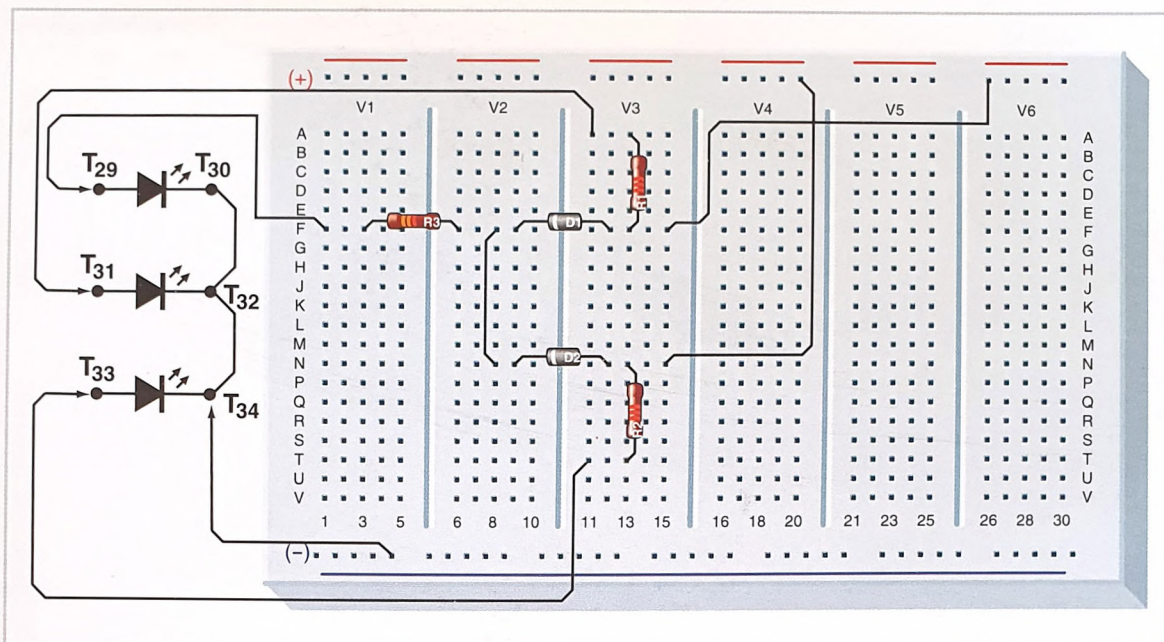 (+)
V1 V2 V3 V4 V5 V6
A A
B B
T29 T30 C C
D R1 D
E E
F R3 D1 F
G G
T31 H H
J J
T32 K K
L L
M M
T33 N D2 N
P P
T34 Q Q
R R2 R
S S
T T
U U
V V
1 3 5 6 8 10 11 13 15 16 18 20 21 23 25 26 28 30
(-)